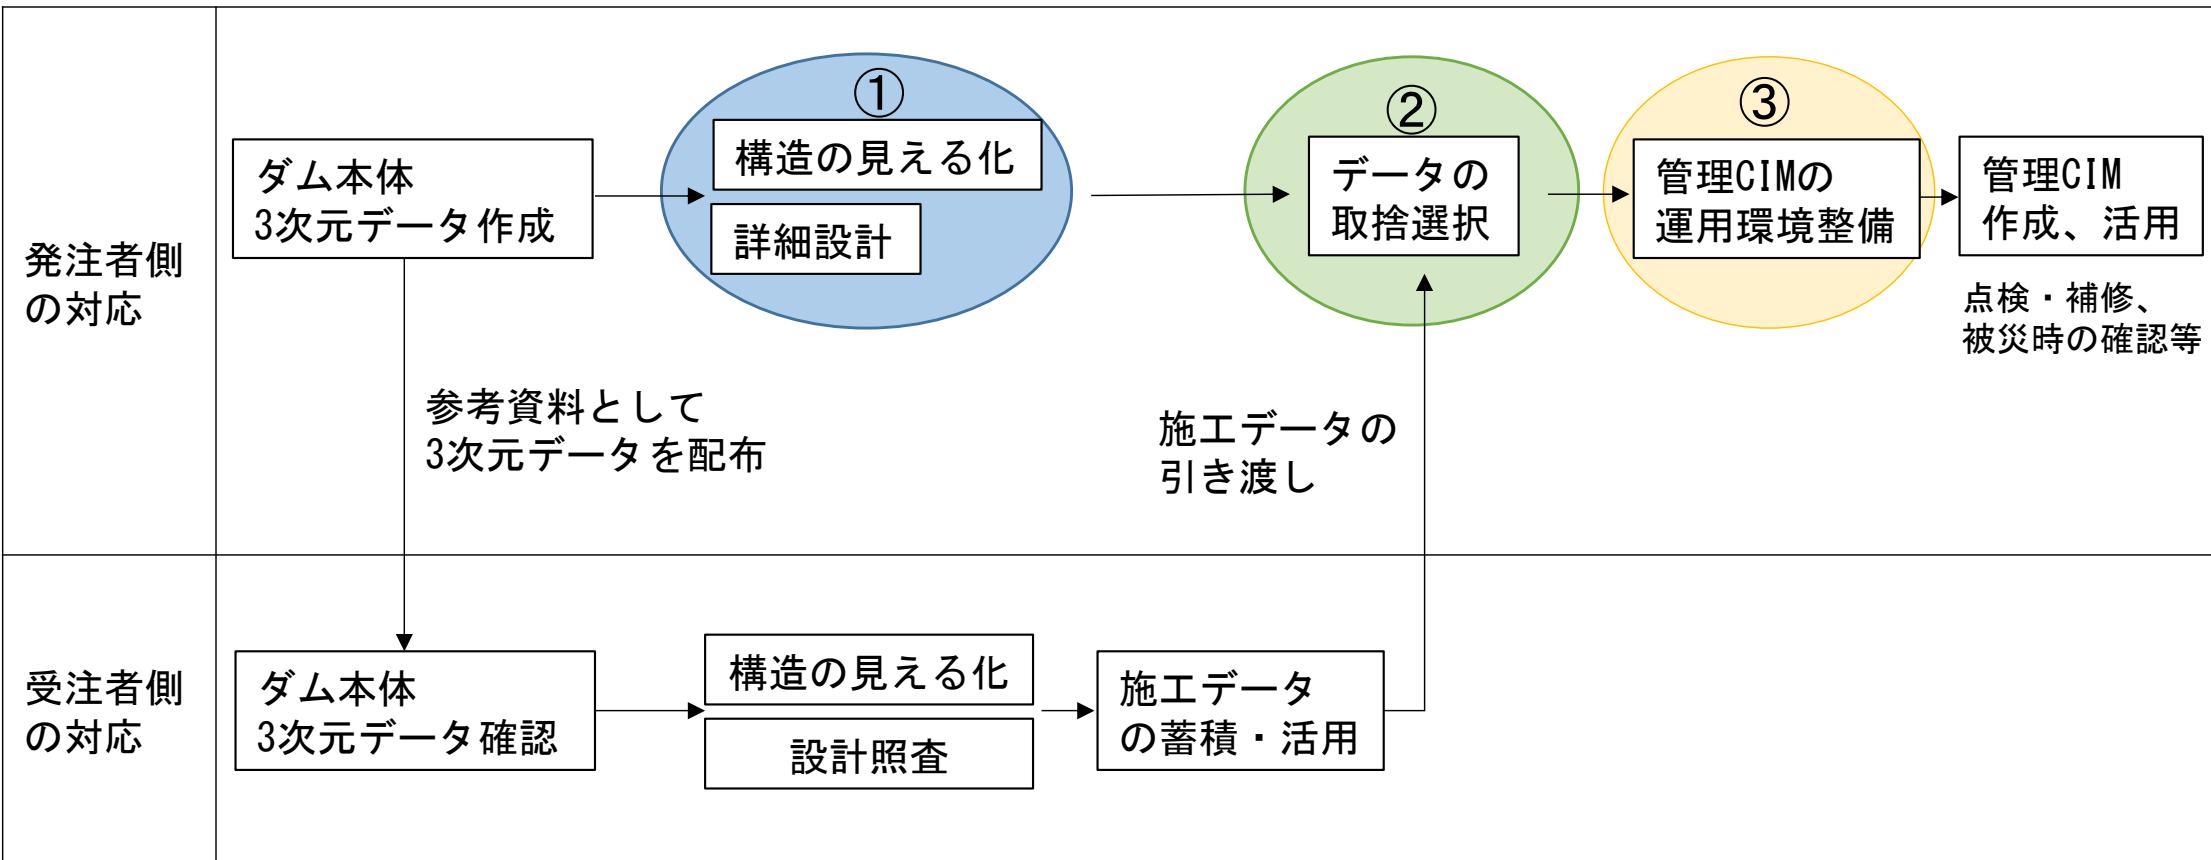 発注者側
の対応
ダム本体
3次元データ作成
①
構造の見える化
詳細設計
②
データの
取捨選択
③
管理CIMの
運用環境整備
管理CIM
作成、活用
点検・補修、
被災時の確認等
参考資料として
3次元データを配布
施工データの
引き渡し
受注者側
の対応
ダム本体
3次元データ確認
構造の見える化
設計照査
施工データ
の蓄積・活用